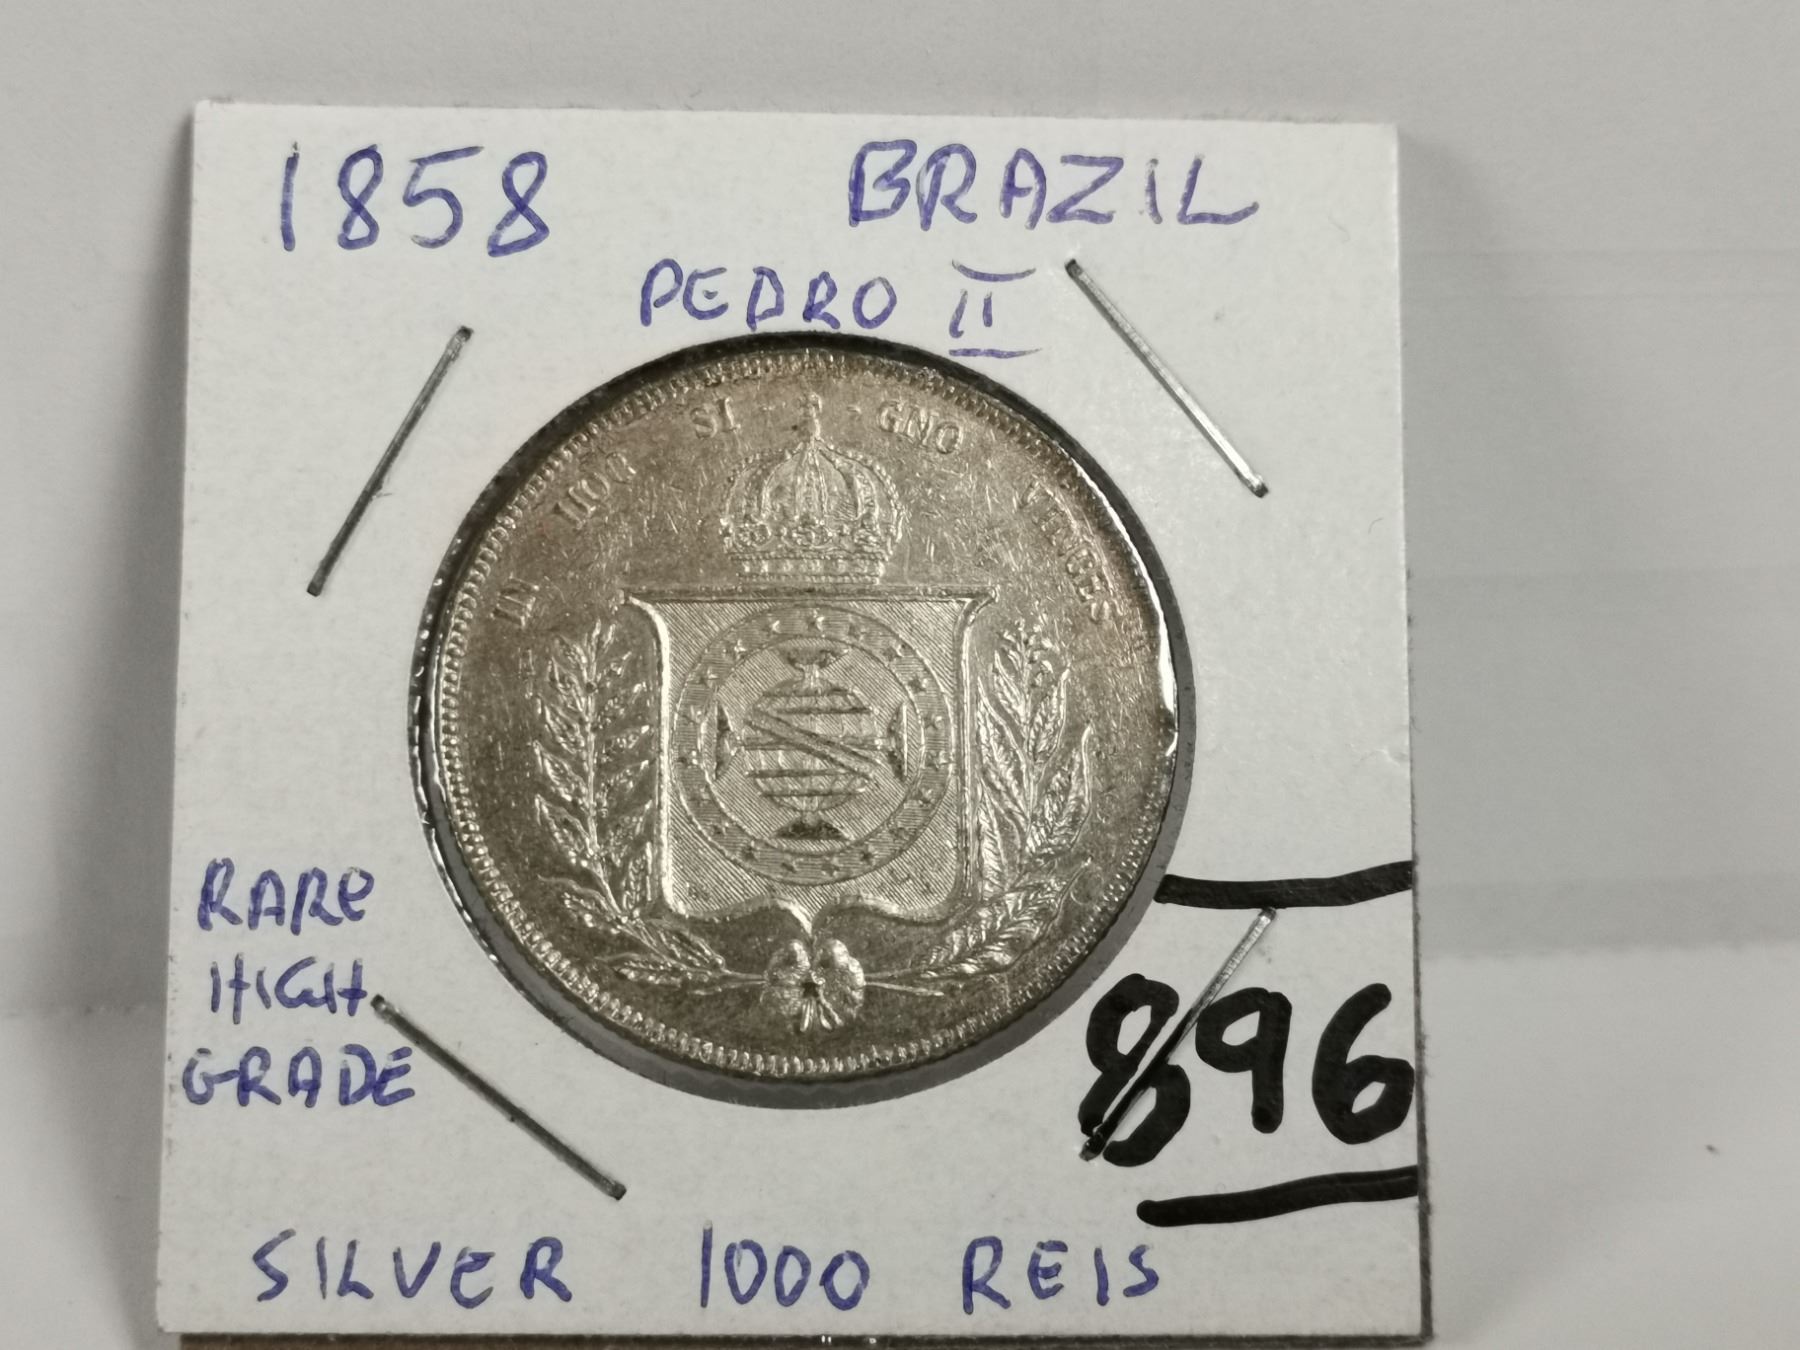 1858 BRAZIL
PEDRO II
IN HOC SI GNO VINCES
RARe
HIGH
GRADE
896
SILVER 1000 REIS